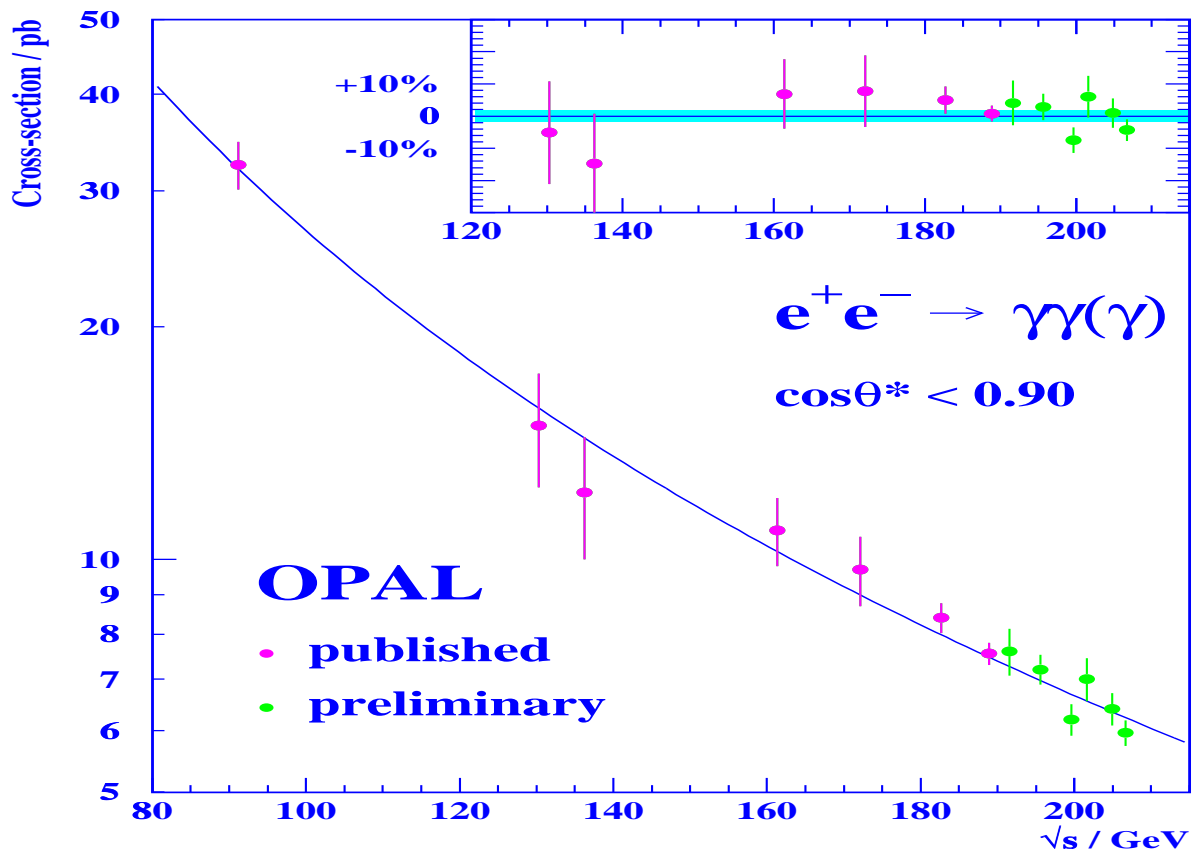 Cross-section / pb
50
40
30
20
10
9
8
7
6
5
+10%
0
-10%
120 140 160 180 200
e⁺e⁻ → γγ(γ)
cosθ* < 0.90
OPAL
published
preliminary
80 100 120 140 160 180 200
√s / GeV